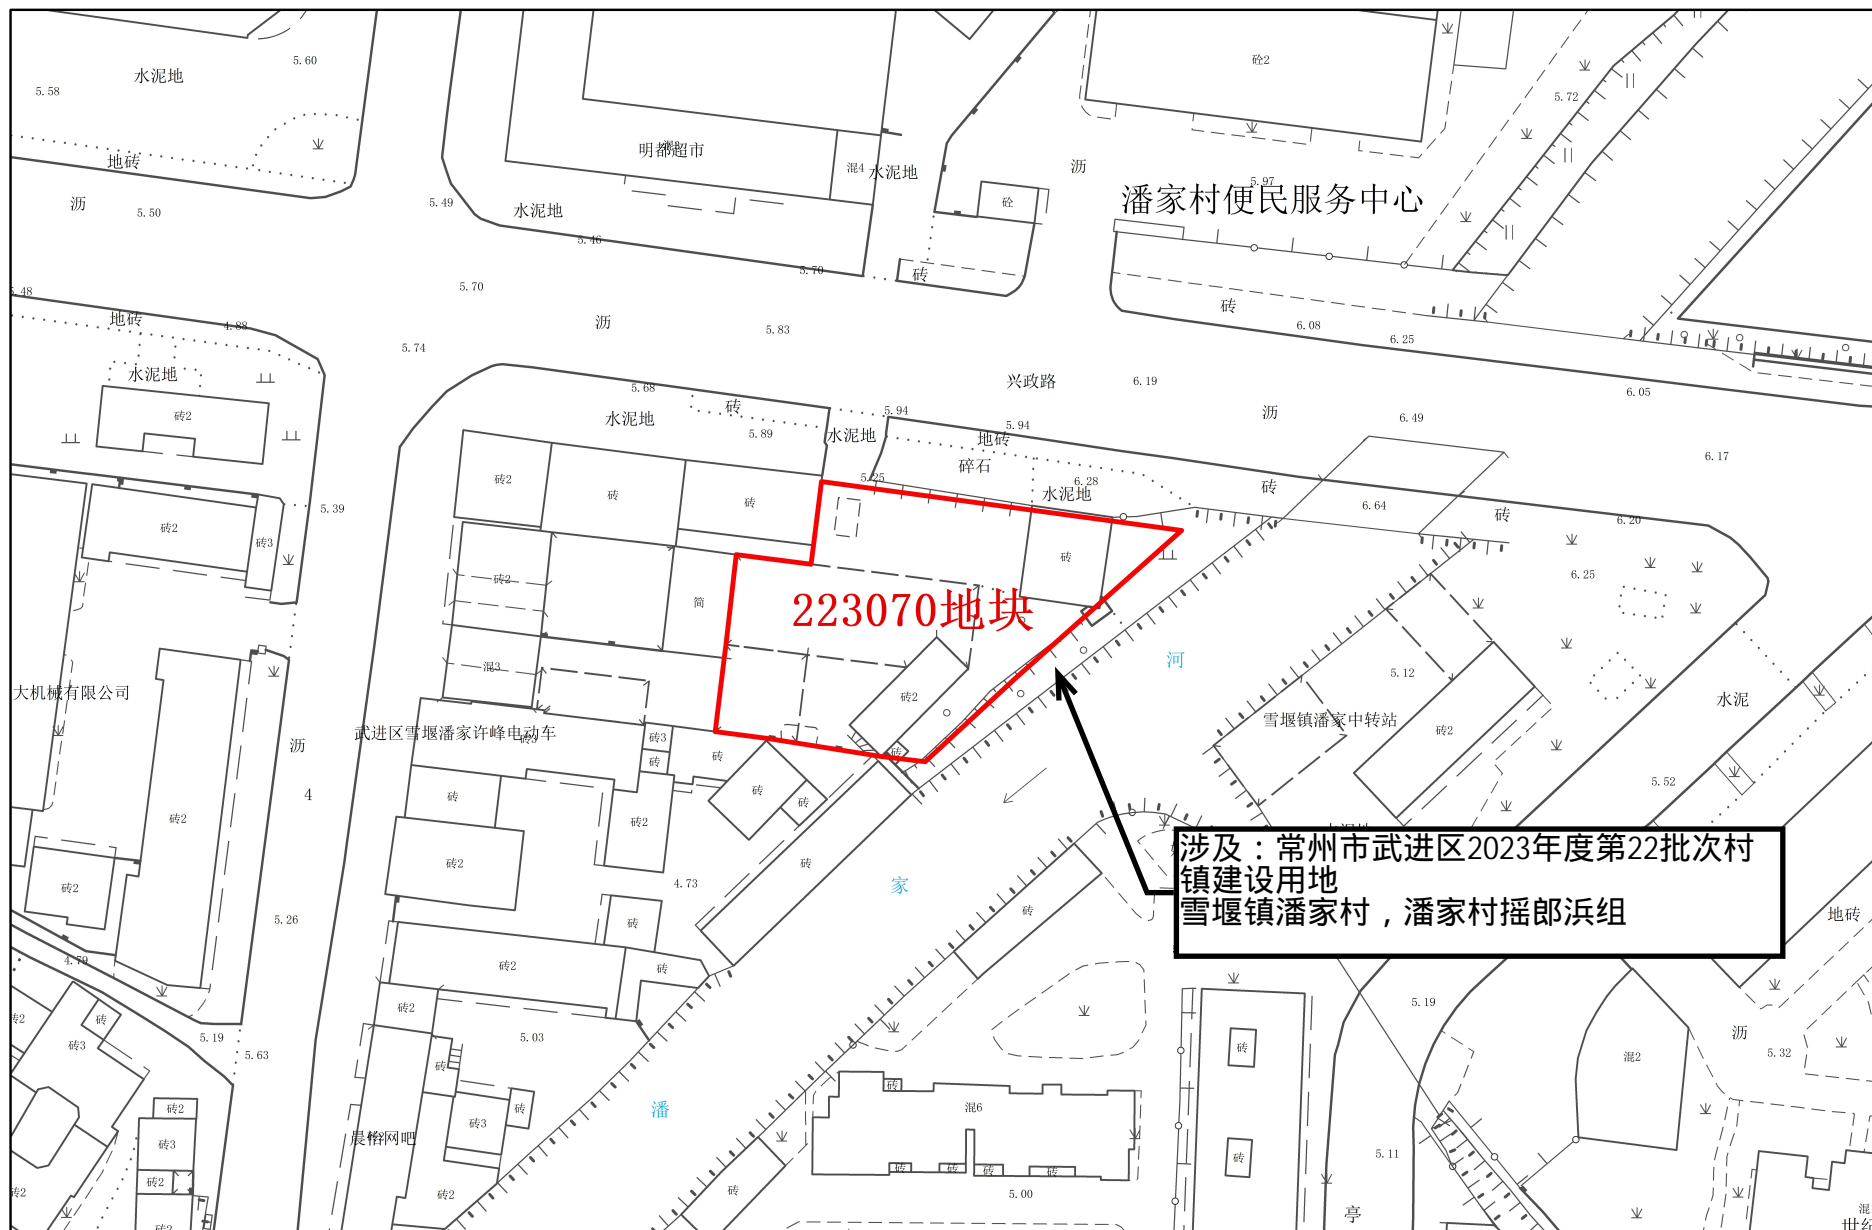 5.60
水泥地
5.58
砼2
5.72
地砖
明都超市
混4
水泥地
沥
5.97
潘家村便民服务中心
沥
5.50
5.49
水泥地
砼
5.46
5.70
砖
5.70
5.48
地砖
4.88
沥
5.83
砖
6.08
6.25
5.74
水泥地
兴政路
6.19
6.05
5.68
砖
砖2
水泥地
5.89
水泥地
5.94
5.94
地砖
沥
6.49
碎石
6.17
砖2
砖
砖
5.25
6.28
水泥地
砖
6.64
砖
6.20
5.39
砖2
砖3
砖
6.25
砖2
简
223070地块
混3
河
5.12
大机械有限公司
砖2
雪堰镇潘家中转站
砖2
水泥
武进区雪堰潘家许峰电动车
砖3
砖3
砖
砖
砖
沥
4
5.52
砖
砖
砖
砖2
砖2
砖2
砖
涉及：常州市武进区2023年度第22批次村
镇建设用地
雪堰镇潘家村，潘家村摇郎浜组
砖2
4.73
家
砖
地砖
5.26
砖
4.79
砖2
砖
砖2
5.19
砖2
砖
砖3
5.19
5.63
5.03
砖
沥
5.32
混2
砖
砖
混6
砖2
潘
砖3
砖
砖3
晨怡网吧
5.11
砖
砖2
砖2
砖2
砖
砖
砖
砖
砖
5.00
亭
砖2
混
世纪